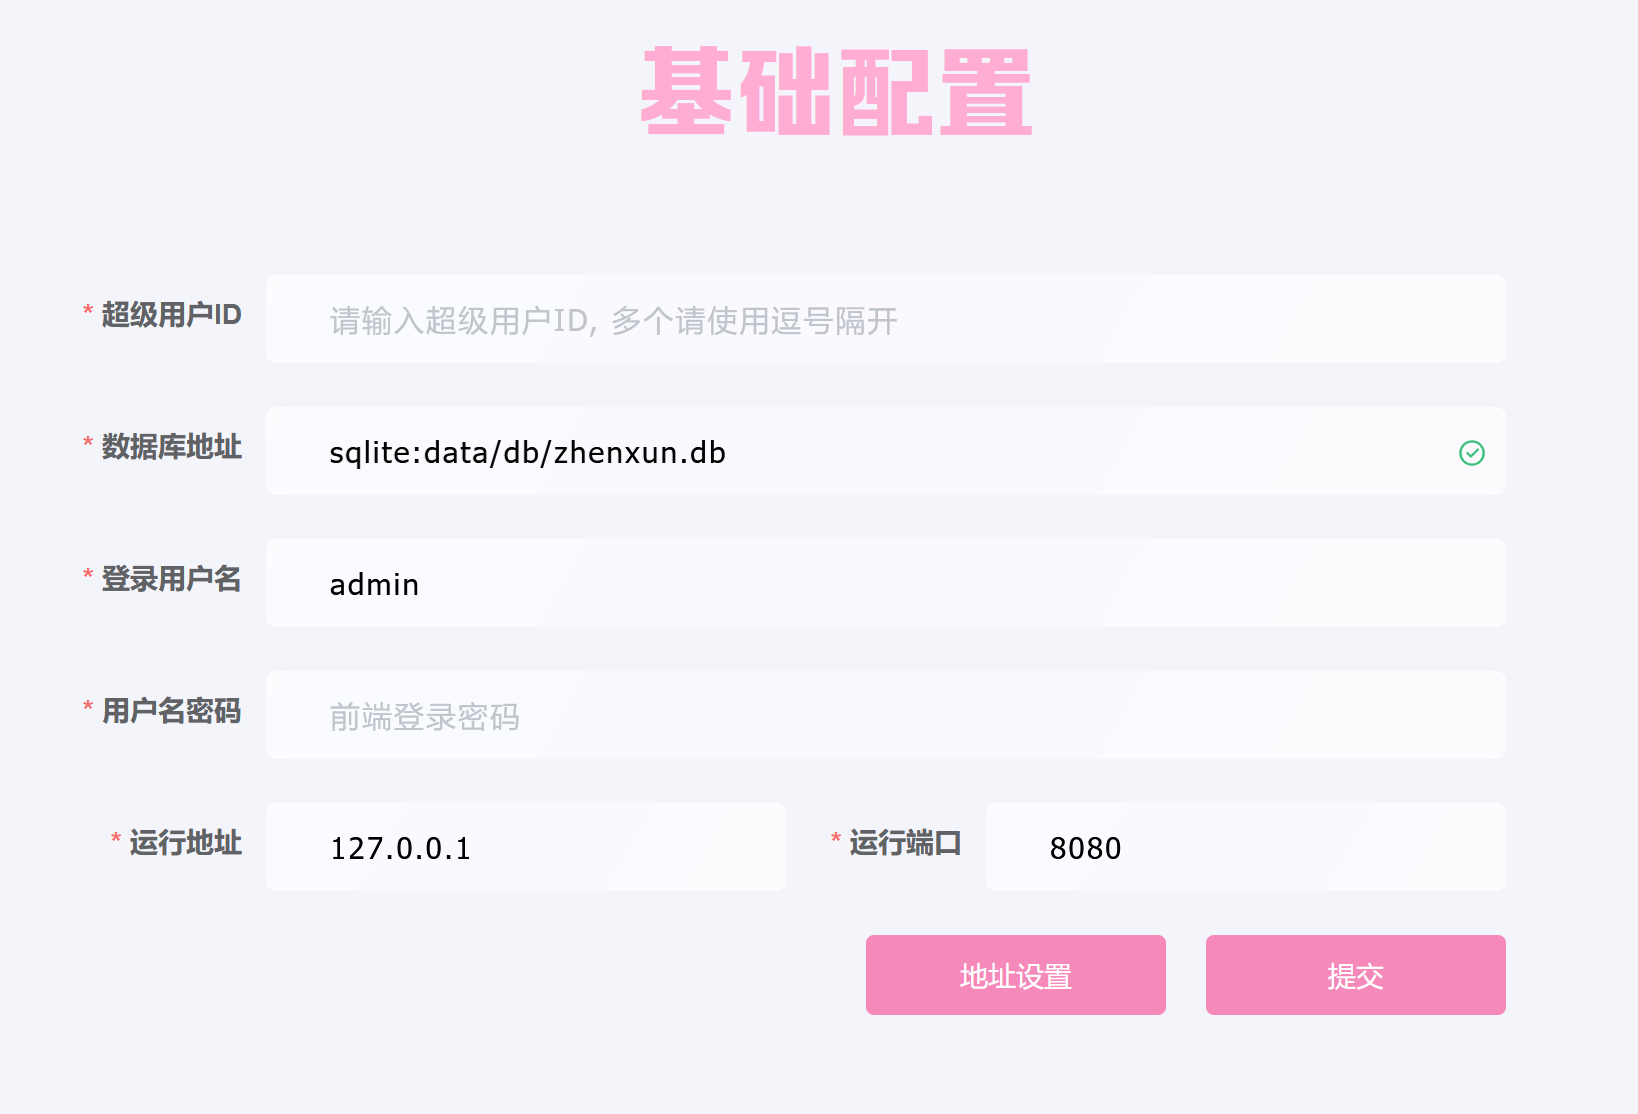 基础配置
* 超级用户ID 请输入超级用户ID, 多个请使用逗号隔开
* 数据库地址 sqlite:data/db/zhenxun.db
* 登录用户名 admin
* 用户名密码 前端登录密码
* 运行地址 127.0.0.1 * 运行端口 8080
地址设置 提交